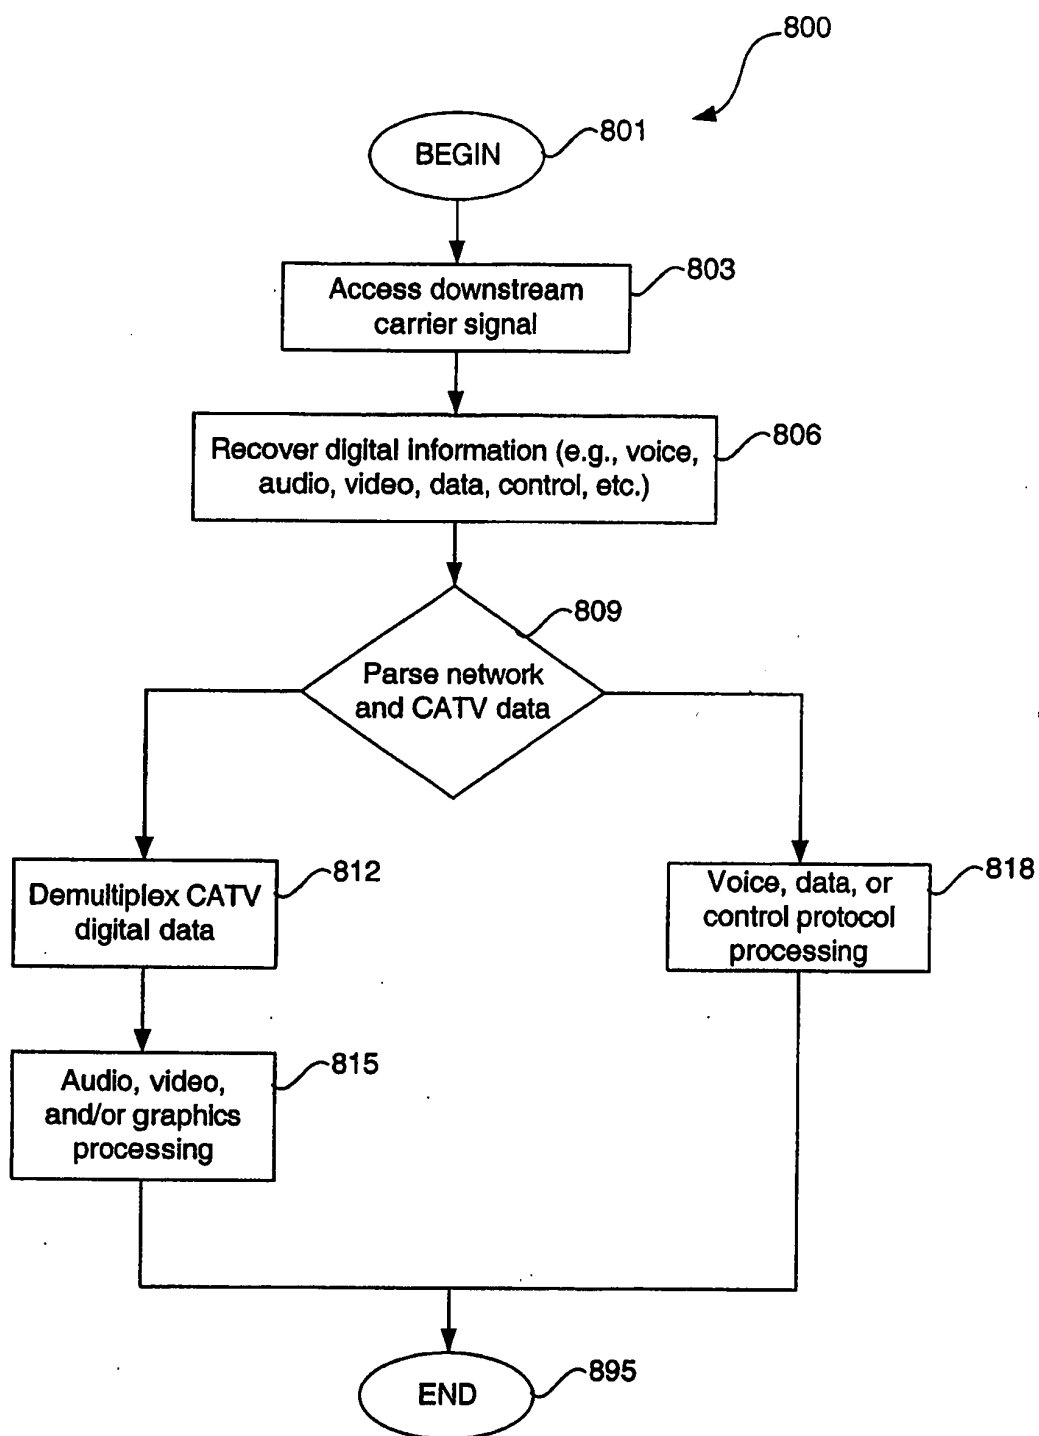 800
BEGIN
801
Access downstream
carrier signal
803
Recover digital information (e.g., voice,
audio, video, data, control, etc.)
806
Parse network
and CATV data
809
Demultiplex CATV
digital data
812
Voice, data, or
control protocol
processing
818
Audio, video,
and/or graphics
processing
815
END
895